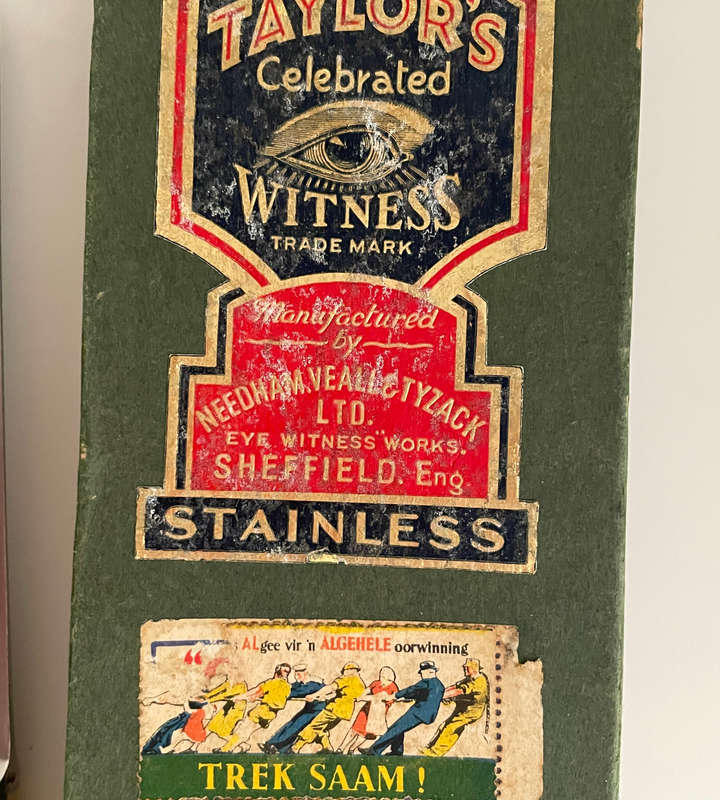 TAYLOR'S
Celebrated
WITNESS
TRADE MARK
Manufactured
By
NEEDHAM.VEALL & TYZACK
LTD.
"EYE WITNESS" WORKS.
SHEFFIELD. Eng.
STAINLESS
ALgee vir 'n ALGEHELE oorwinning
TREK SAAM!